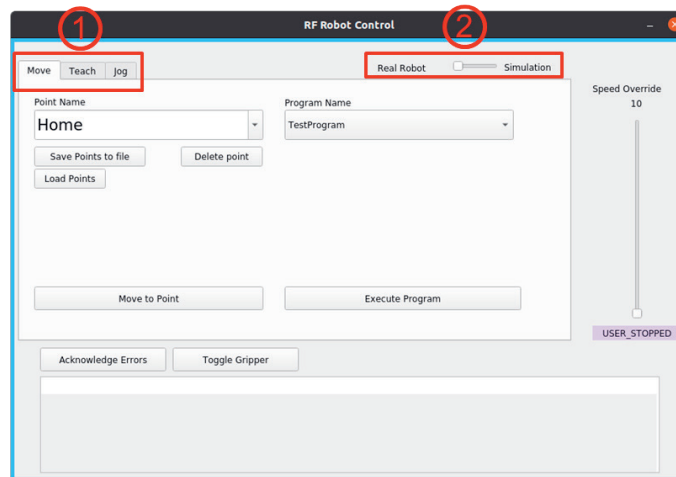 RF Robot Control
1
2
Move Teach Jog
Real Robot Simulation
Speed Override
10
Point Name
Program Name
Home
TestProgram
Save Points to file
Delete point
Load Points
Move to Point
Execute Program
USER_STOPPED
Acknowledge Errors
Toggle Gripper